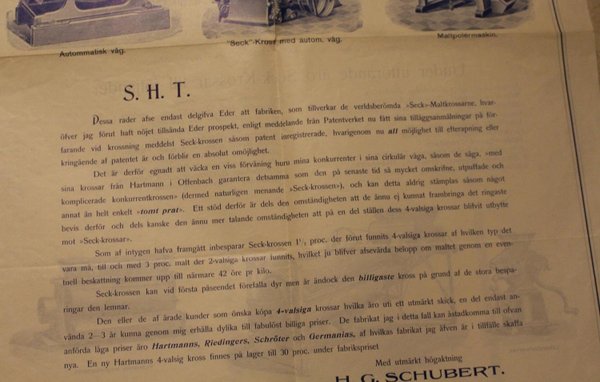 Automatisk våg.
"Seck"-Kross med autom. våg.
Maltpolermaskin.
S. H. T.
Dessa rader afse endast delgifva Eder att fabriken, som tillverkar de verldsberömda »Seck»-Maltkrossarne, hvar-
öfver jag förut haft nöjet tillsända Eder prospekt, enligt meddelande från Patentverket nu fått sina tilläggsanmälningar på för-
farande vid krossning medelst Seck-krossen såsom patent inregistrerade, hvarigenom nu all möjlighet till efterapning eller
kringgående af patentet är och förblir en absolut omöjlighet.
Det är derför egnadt att väcka en viss förvåning huru mina konkurrenter i sina cirkulär våga, såsom de säga, »med
sina krossar från Hartmann i Offenbach garantera detsamma som den på senaste tid så mycket omskrifne, utpuffade och
komplicerade konkurrentkrossen» (dermed naturligen menande »Seck-krossen»), och kan detta aldrig stämplas såsom något
annat än helt enkelt »tomt prat». Ett stöd derför är dels den omständigheten att de ännu ej kunnat frambringa det ringaste
bevis derför och dels kanske den ännu mer talande omständigheten att på en del ställen dess 4-valsiga krossar blifvit utbytte
mot »Seck-krossar».
Som af intygen halfva framgått inbesparar Seck-krossen 1 proc. der förut funnits 4-valsiga krossar af hvilken typ det
vara må, till och med 3 proc. malt der 2-valsiga krossar funnits, hvilket ju blifver afsevärda belopp om maltet genom en even-
tuell beskattning kommer upp till närmare 42 öre pr kilo.
Seck-krossen kan vid första påseendet förefalla dyr men är ändock den billigaste kross på grund af de stora bespa-
ringar den lemnar.
Den eller de af ärade kunder som önska köpa 4-valsiga krossar hvilka äro uti ett utmärkt skick, en del endast an-
vända 2—3 år kunna genom mig erhålla dylika till fabulöst billiga priser. De fabrikat jag i detta fall kan åstadkomma till ofvan
anförda låga priser äro Hartmanns, Riedingers, Schröter och Germanias, af hvilkas fabrikat jag äfven är i tillfälle skaffa
nya. En ny Hartmanns 4-valsig kross finnes på lager till 30 proc. under fabrikspriset
Med utmärkt högaktning
H. G. SCHUBERT.